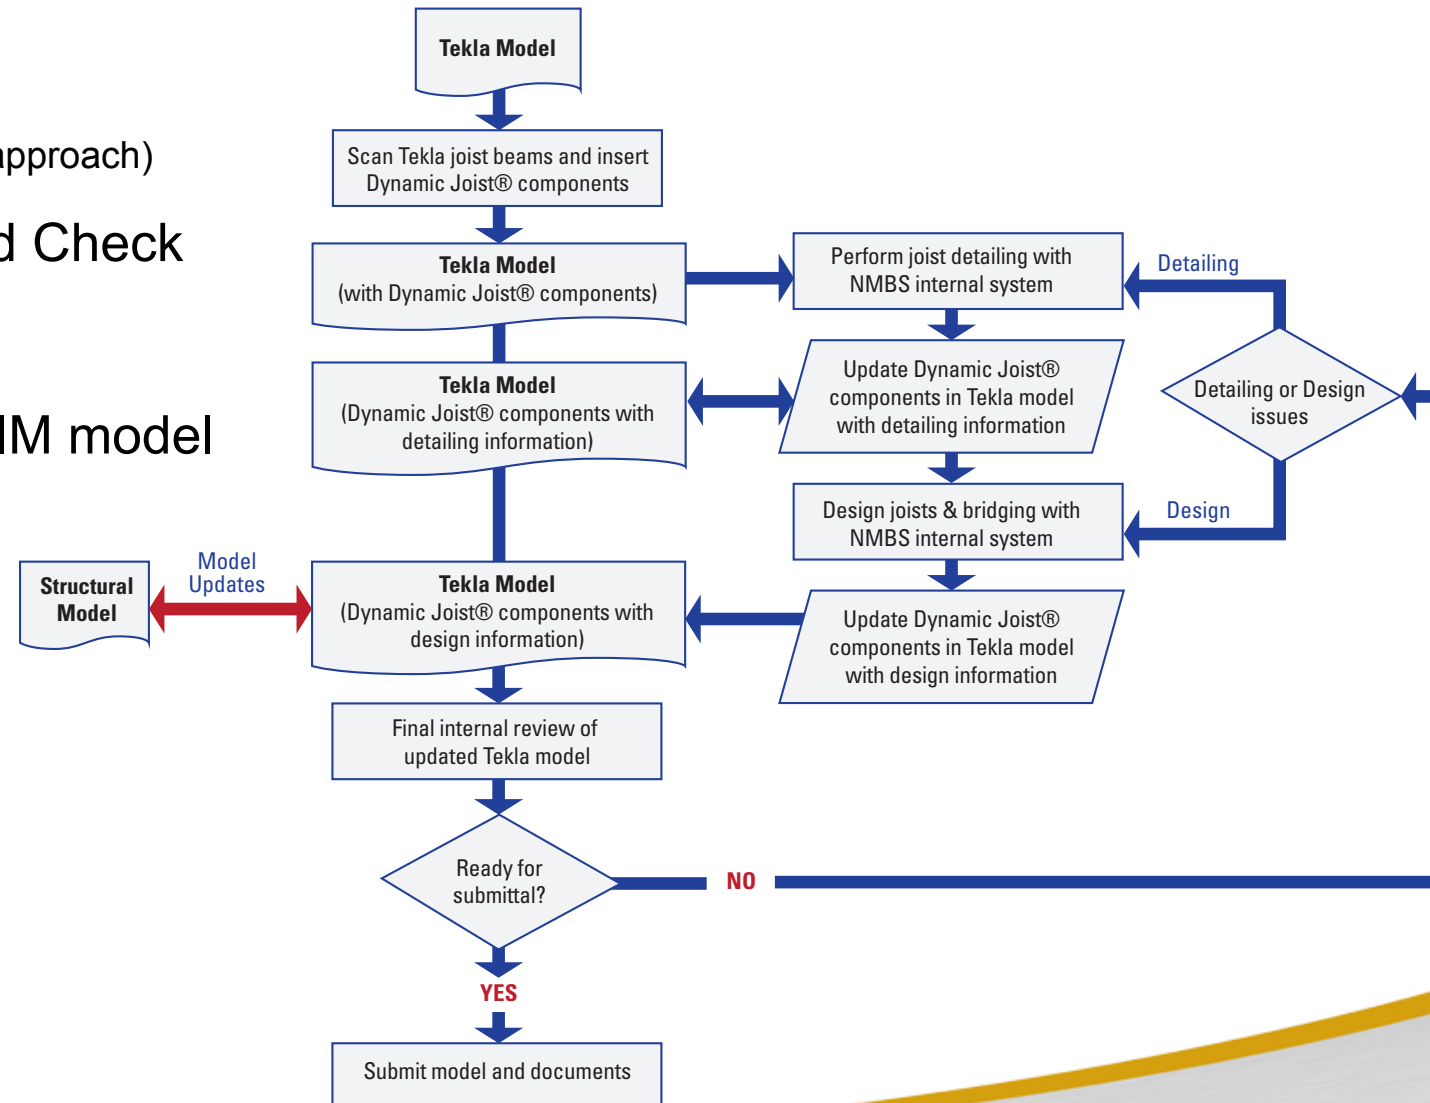 Tekla Model
approach)
Scan Tekla joist beams and insert
Dynamic Joist® components
d Check
Tekla Model
(with Dynamic Joist® components)
Perform joist detailing with
NMBS internal system
Detailing
Tekla Model
(Dynamic Joist® components with
detailing information)
Update Dynamic Joist®
components in Tekla model
with detailing information
Detailing or Design
issues
IM model
Design joists & bridging with
NMBS internal system
Design
Structural
Model
Model
Updates
Tekla Model
(Dynamic Joist® components with
design information)
Update Dynamic Joist®
components in Tekla model
with design information
Final internal review of
updated Tekla model
Ready for
submittal?
NO
YES
Submit model and documents